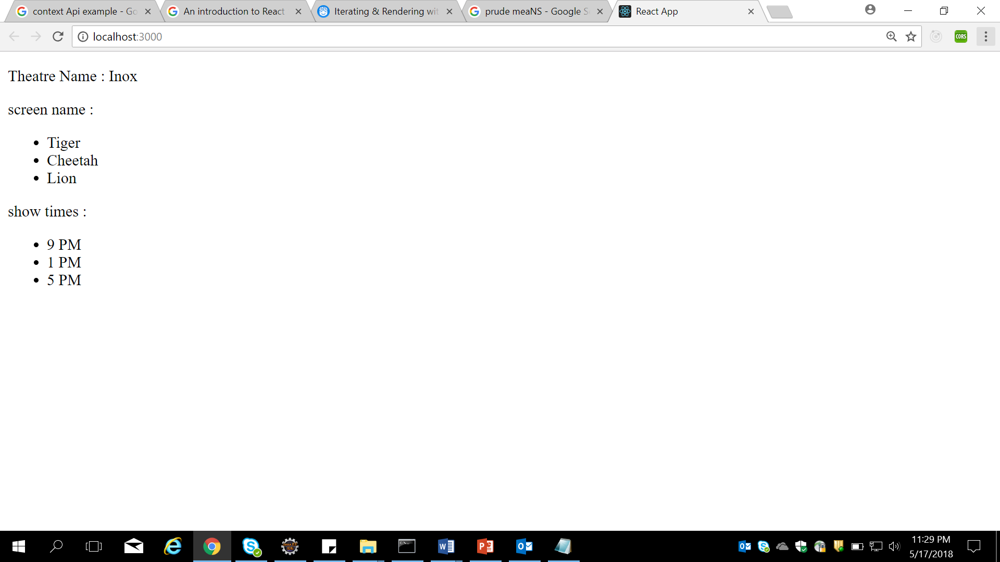 context Api example - Go
An introduction to React
Iterating & Rendering wit
prude meaNS - Google S
React App
localhost:3000
CORS
Theatre Name : Inox
screen name :
Tiger
Cheetah
Lion
show times :
9 PM
1 PM
5 PM
11:29 PM
5/17/2018